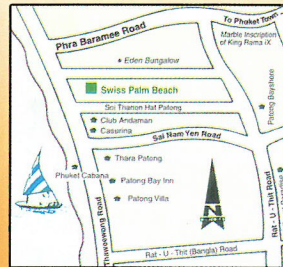 To Phuket Town
Phra Baramee Road
Marble Inscription
of King Rama IX
Eden Bungalow
Patong Bayshore
Swiss Palm Beach
Sri Thanon Hat Patong
Club Andaman
Casurina
Sai Nam Yen Road
Thara Patong
Phuket Cabana
Patong Bay Inn
Patong Villa
Thaweewong Road
Rat - U - Thit Road
N
Rat - U - Thit (Bangla) Road